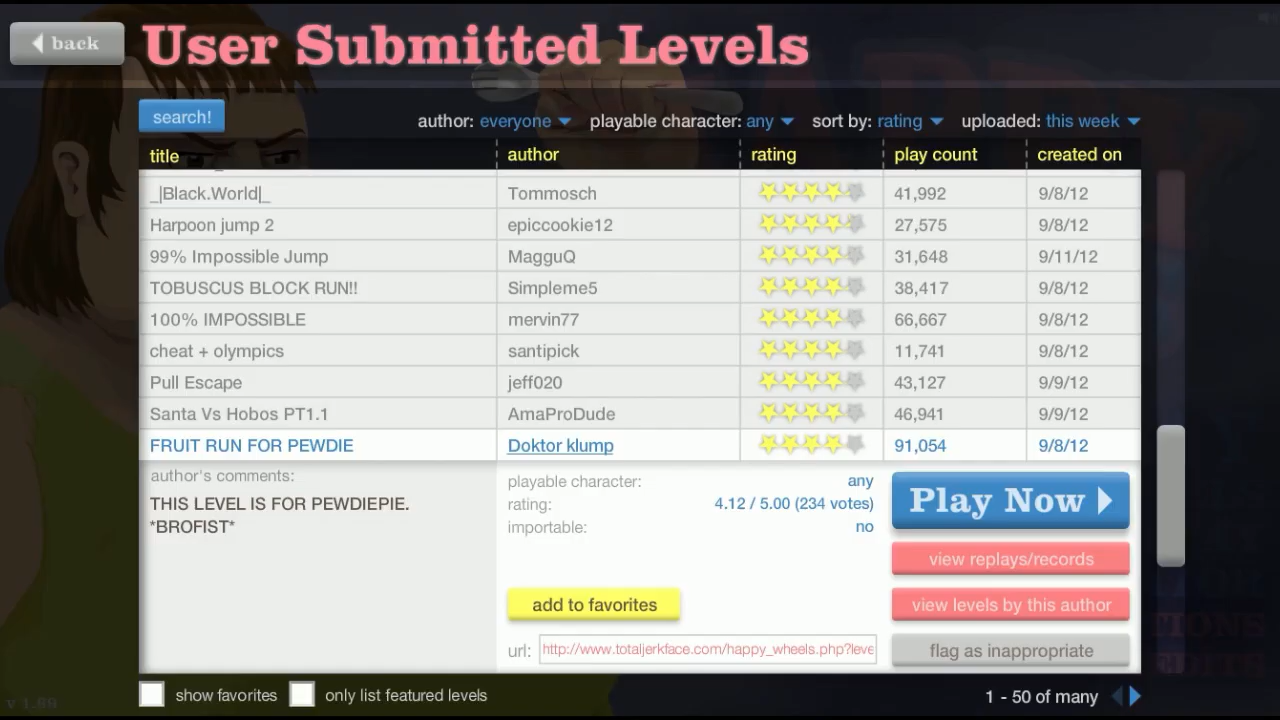 back
User Submitted Levels
search!
author: everyone playable character: any sort by: rating uploaded: this week
title author rating play count created on
_|Black.World|_ Tommosch 41,992 9/8/12
Harpoon jump 2 epiccookie12 27,575 9/8/12
99% Impossible Jump MagguQ 31,648 9/11/12
TOBUSCUS BLOCK RUN!! Simpleme5 38,417 9/8/12
100% IMPOSSIBLE mervin77 66,667 9/8/12
cheat + olympics santipick 11,741 9/8/12
Pull Escape jeff020 43,127 9/9/12
Santa Vs Hobos PT1.1 AmaProDude 46,941 9/9/12
FRUIT RUN FOR PEWDIE Doktor klump 91,054 9/8/12
author's comments:
THIS LEVEL IS FOR PEWDIEPIE.
*BROFIST*
playable character: any
rating: 4.12 / 5.00 (234 votes)
importable: no
Play Now
view replays/records
add to favorites
view levels by this author
url: http://www.totaljerkface.com/happy_wheels.php?leve
flag as inappropriate
show favorites only list featured levels
1 - 50 of many